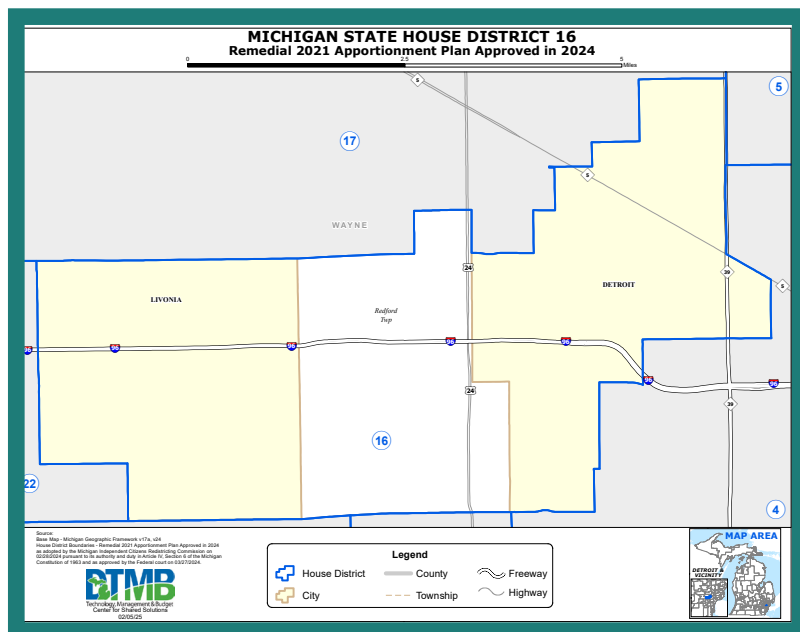 MICHIGAN STATE HOUSE DISTRICT 16
Remedial 2021 Apportionment Plan Approved in 2024
0 2.5 5
Miles
5
5
17
5
WAYNE
24
39
DETROIT
5
LIVONIA
Redford
Twp
96
96
96
96
96
96
96
24
39
16
22
4
Source:
Base Map - Michigan Geographic Framework v17a, v24
House District Boundaries - Remedial 2021 Apportionment Plan Approved in 2024
as adopted by the Michigan Independent Citizens Redistricting Commission on
02/28/2024 pursuant to its authority and duty in Article IV, Section 6 of the Michigan
Constitution of 1963 and as approved by the Federal court on 03/27/2024.
DTMB
Technology, Management & Budget
Center for Shared Solutions
02/05/25
Legend
House District
County
Freeway
City
Township
Highway
MAP AREA
DETROIT &
VICINITY